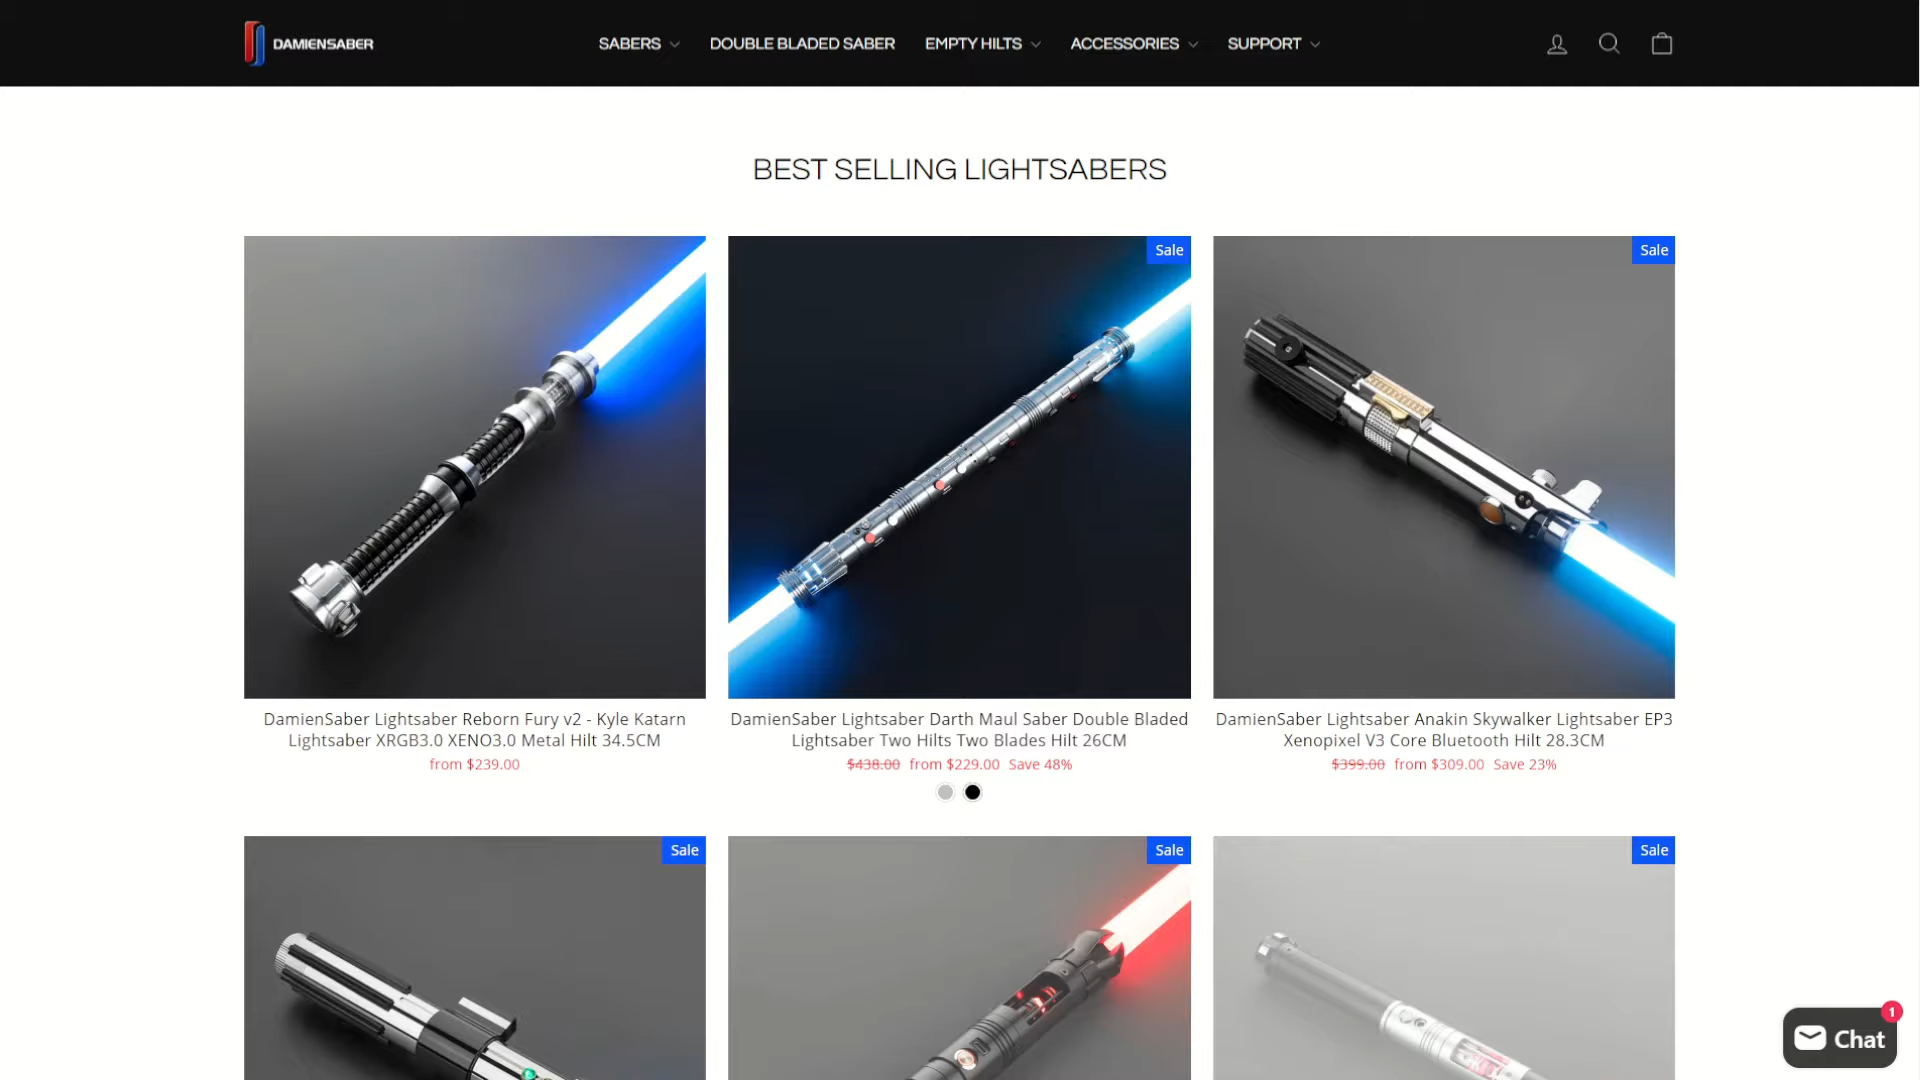 DAMIENSABER
SABERS
DOUBLE BLADED SABER
EMPTY HILTS
ACCESSORIES
SUPPORT
BEST SELLING LIGHTSABERS
Sale
Sale
DamienSaber Lightsaber Reborn Fury v2 - Kyle Katarn
Lightsaber XRGB3.0 XENO3.0 Metal Hilt 34.5CM
from $239.00
DamienSaber Lightsaber Darth Maul Saber Double Bladed
Lightsaber Two Hilts Two Blades Hilt 26CM
$438.00 from $229.00 Save 48%
DamienSaber Lightsaber Anakin Skywalker Lightsaber EP3
Xenopixel V3 Core Bluetooth Hilt 28.3CM
$399.00 from $309.00 Save 23%
Sale
Sale
Sale
1
Chat